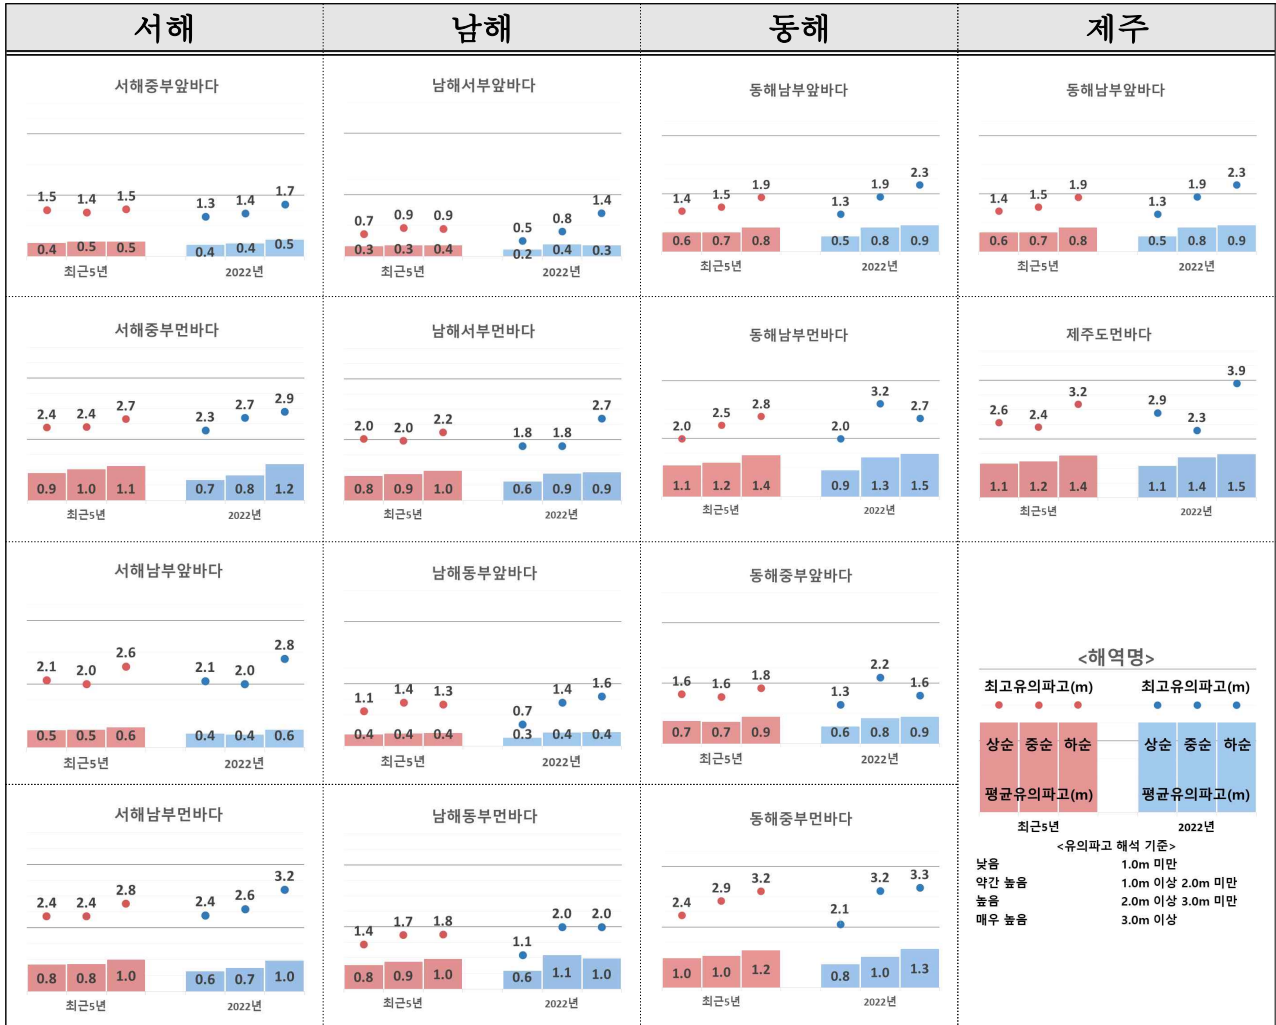 서해 남해 동해 제주
서해중부앞바다
1.5 1.4 1.5 1.3 1.4 1.7
0.4 0.5 0.5 0.4 0.4 0.5
최근5년 2022년
남해서부앞바다
0.7 0.9 0.9 0.5 0.8 1.4
0.3 0.3 0.4 0.2 0.4 0.3
최근5년 2022년
동해남부앞바다
1.4 1.5 1.9 1.3 1.9 2.3
0.6 0.7 0.8 0.5 0.8 0.9
최근5년 2022년
동해남부앞바다
1.4 1.5 1.9 1.3 1.9 2.3
0.6 0.7 0.8 0.5 0.8 0.9
최근5년 2022년
서해중부먼바다
2.4 2.4 2.7 2.3 2.7 2.9
0.9 1.0 1.1 0.7 0.8 1.2
최근5년 2022년
남해서부먼바다
2.0 2.0 2.2 1.8 1.8 2.7
0.8 0.9 1.0 0.6 0.9 0.9
최근5년 2022년
동해남부먼바다
2.0 2.5 2.8 2.0 3.2 2.7
1.1 1.2 1.4 0.9 1.3 1.5
최근5년 2022년
제주도먼바다
2.6 2.4 3.2 2.9 2.3 3.9
1.1 1.2 1.4 1.1 1.4 1.5
최근5년 2022년
서해남부앞바다
2.1 2.0 2.6 2.1 2.0 2.8
0.5 0.5 0.6 0.4 0.4 0.6
최근5년 2022년
남해동부앞바다
1.1 1.4 1.3 0.7 1.4 1.6
0.4 0.4 0.4 0.3 0.4 0.4
최근5년 2022년
동해중부앞바다
1.6 1.6 1.8 1.3 2.2 1.6
0.7 0.7 0.9 0.6 0.8 0.9
최근5년 2022년
서해남부먼바다
2.4 2.4 2.8 2.4 2.6 3.2
0.8 0.8 1.0 0.6 0.7 1.0
최근5년 2022년
남해동부먼바다
1.4 1.7 1.8 1.1 2.0 2.0
0.8 0.9 1.0 0.6 1.1 1.0
최근5년 2022년
동해중부먼바다
2.4 2.9 3.2 2.1 3.2 3.3
1.0 1.0 1.2 0.8 1.0 1.3
최근5년 2022년
<해역명>
최고유의파고(m) 최고유의파고(m)
상순 중순 하순 상순 중순 하순
평균유의파고(m) 평균유의파고(m)
최근5년 2022년
<유의파고 해석 기준>
낮음 1.0m 미만
약간 높음 1.0m 이상 2.0m 미만
높음 2.0m 이상 3.0m 미만
매우 높음 3.0m 이상